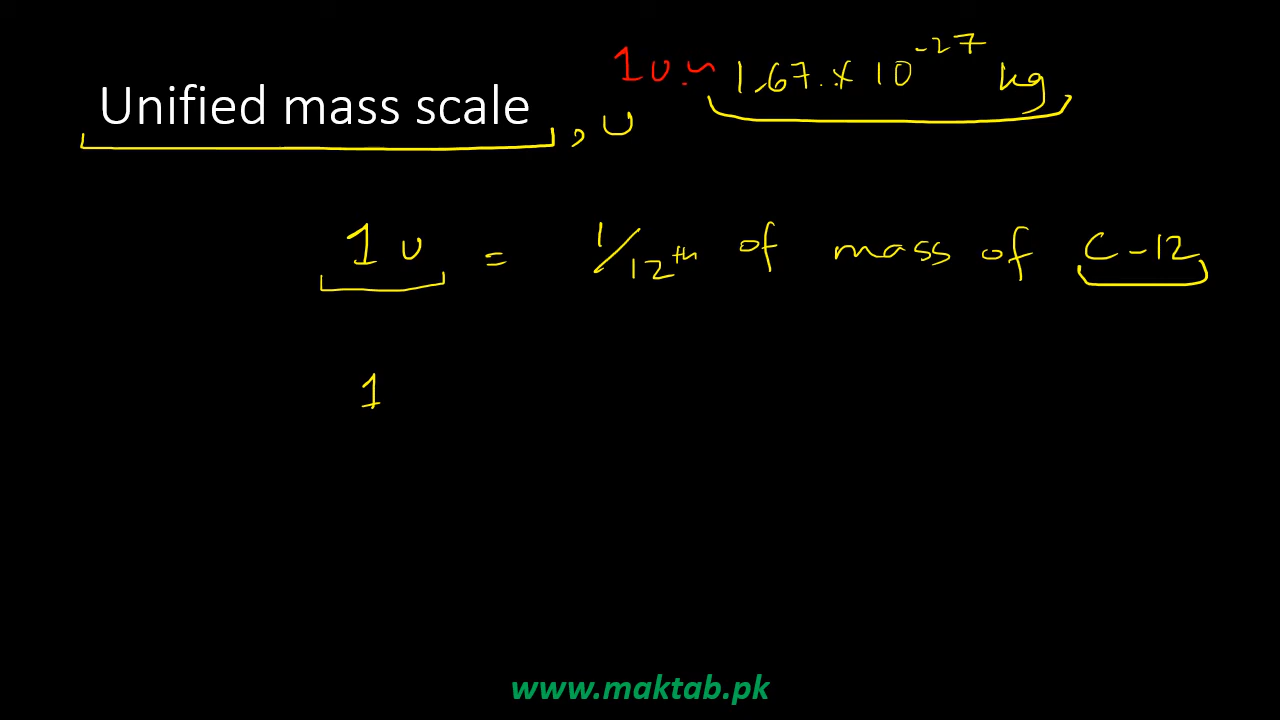 1u ~ 1.67 × 10⁻²⁷ kg
Unified mass scale , u
1 u = 1/12th of mass of C-12
1
www.maktab.pk